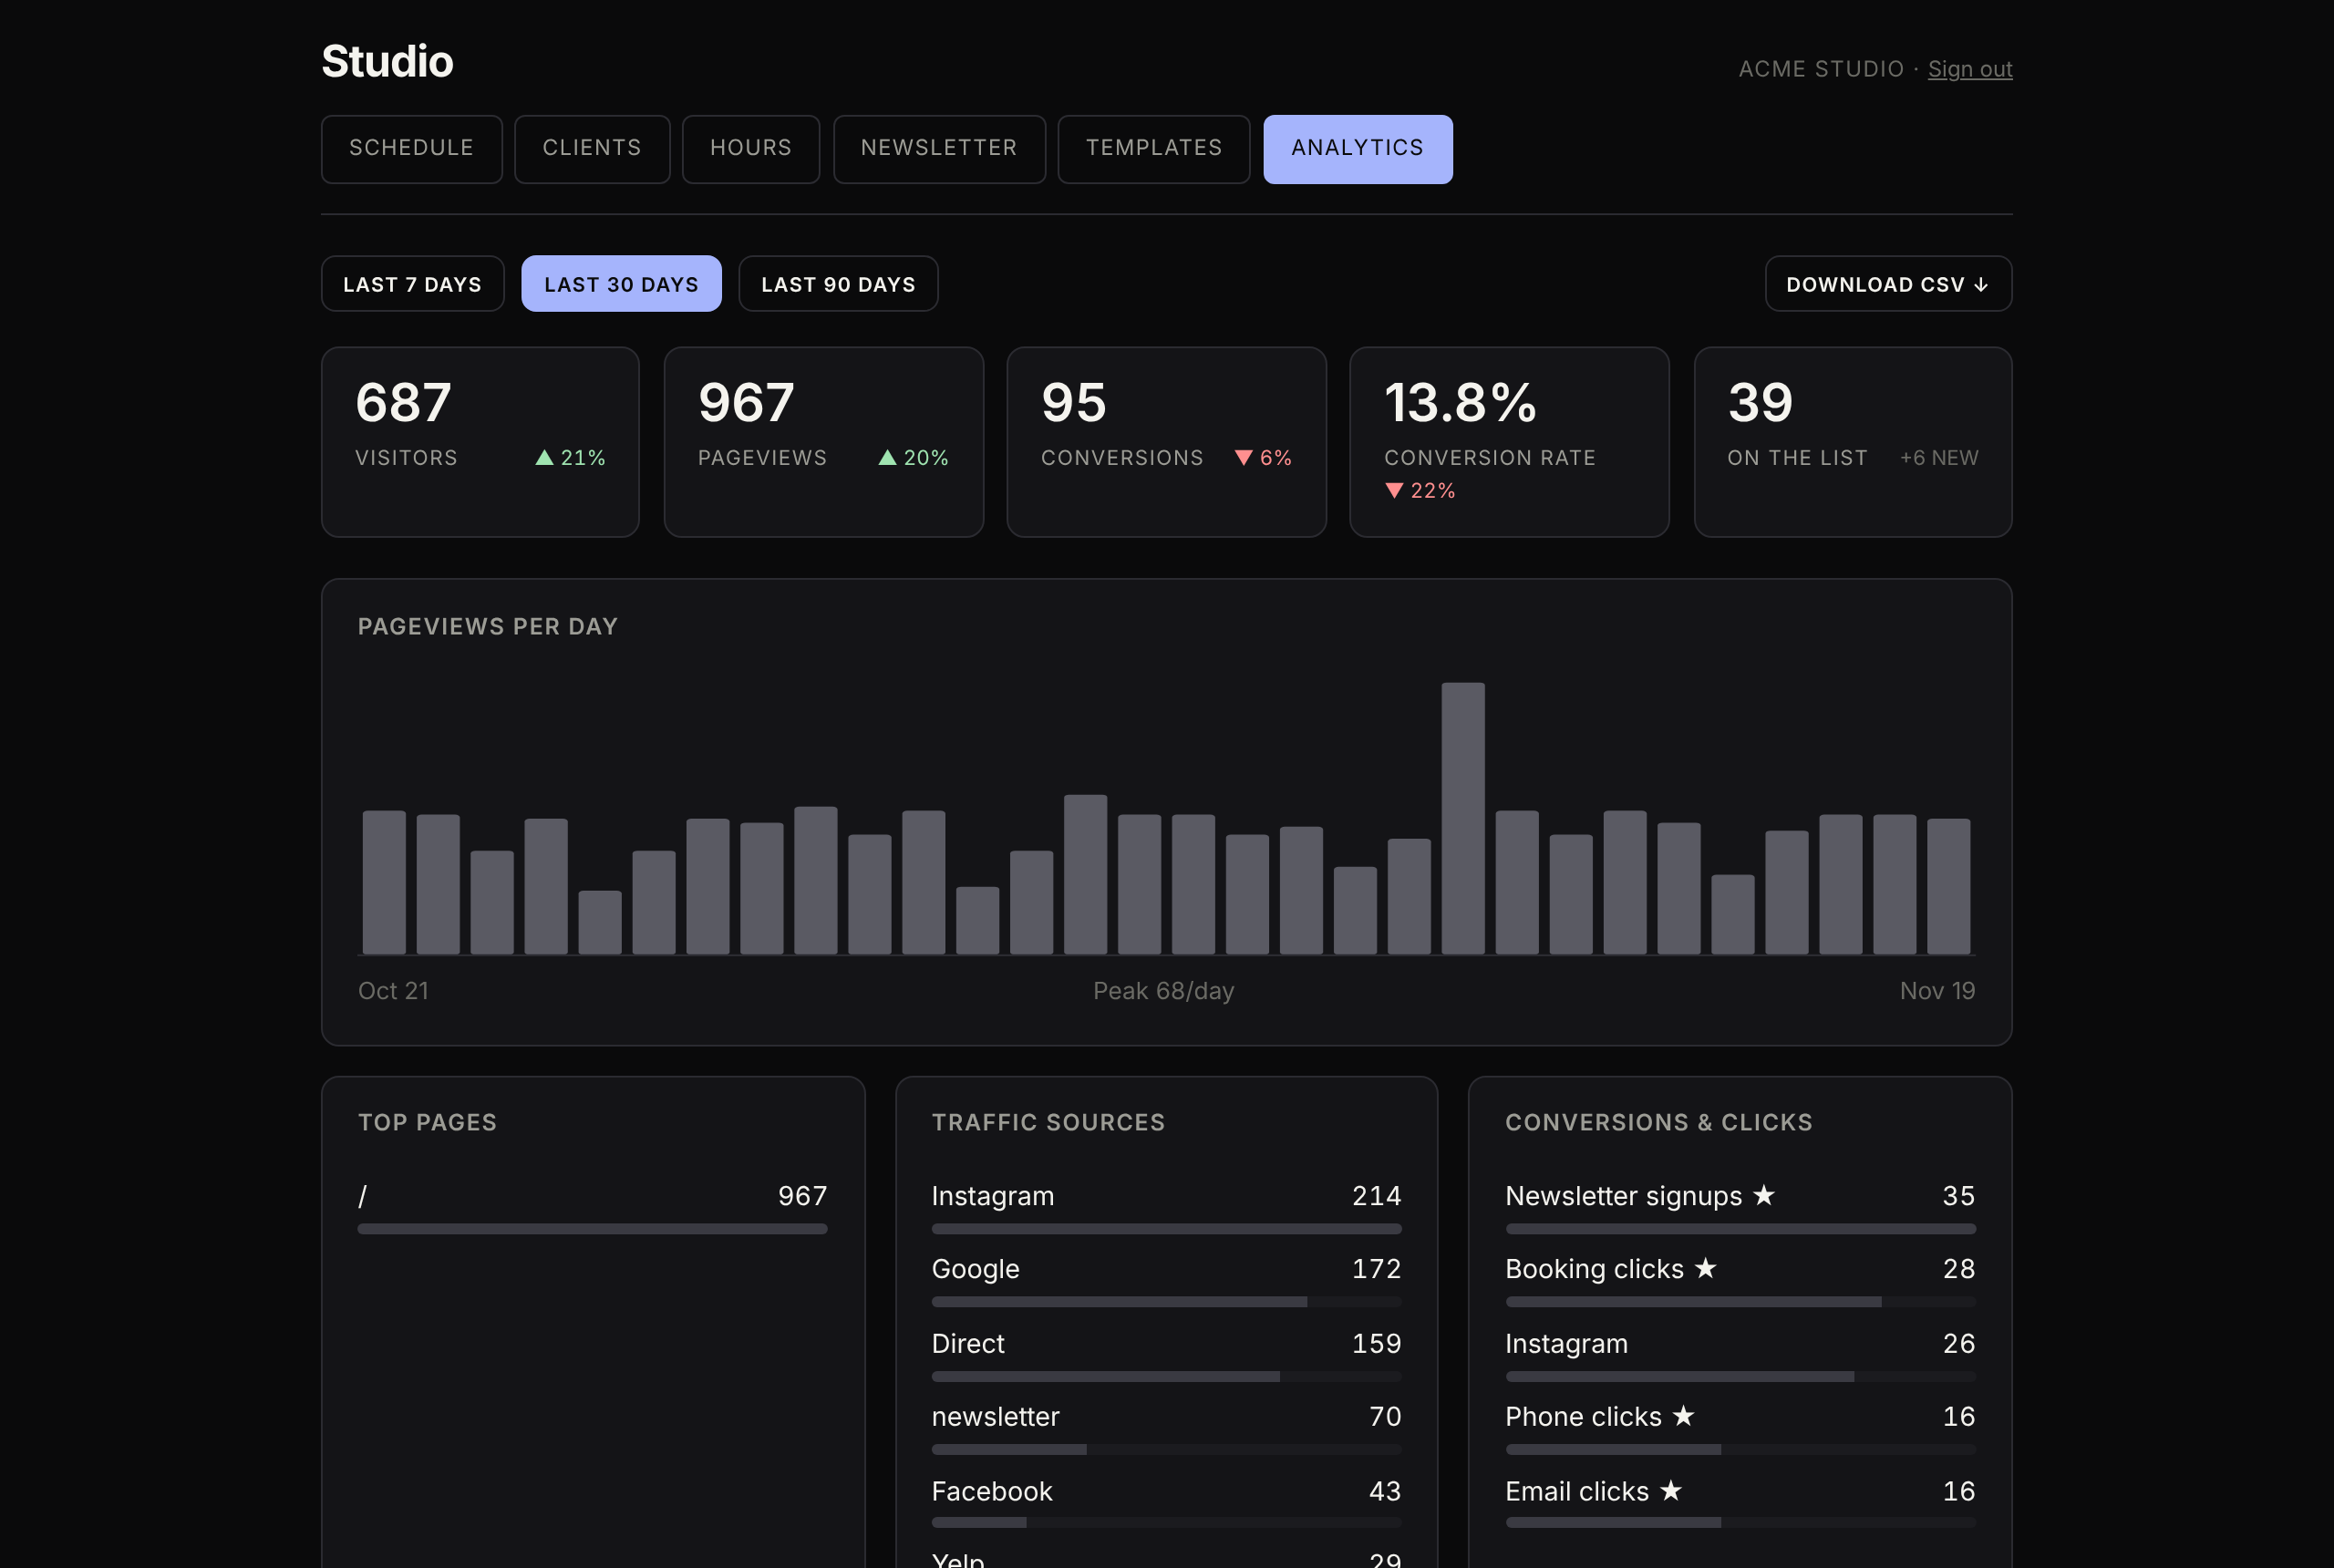 Studio
ACME STUDIO · Sign out
SCHEDULE CLIENTS HOURS NEWSLETTER TEMPLATES ANALYTICS
LAST 7 DAYS LAST 30 DAYS LAST 90 DAYS DOWNLOAD CSV ↓
687
VISITORS ▲ 21%
967
PAGEVIEWS ▲ 20%
95
CONVERSIONS ▼ 6%
13.8%
CONVERSION RATE
▼ 22%
39
ON THE LIST +6 NEW
PAGEVIEWS PER DAY
Oct 21 Peak 68/day Nov 19
TOP PAGES
/ 967
TRAFFIC SOURCES
Instagram 214
Google 172
Direct 159
newsletter 70
Facebook 43
Yelp 29
CONVERSIONS & CLICKS
Newsletter signups ★ 35
Booking clicks ★ 28
Instagram 26
Phone clicks ★ 16
Email clicks ★ 16